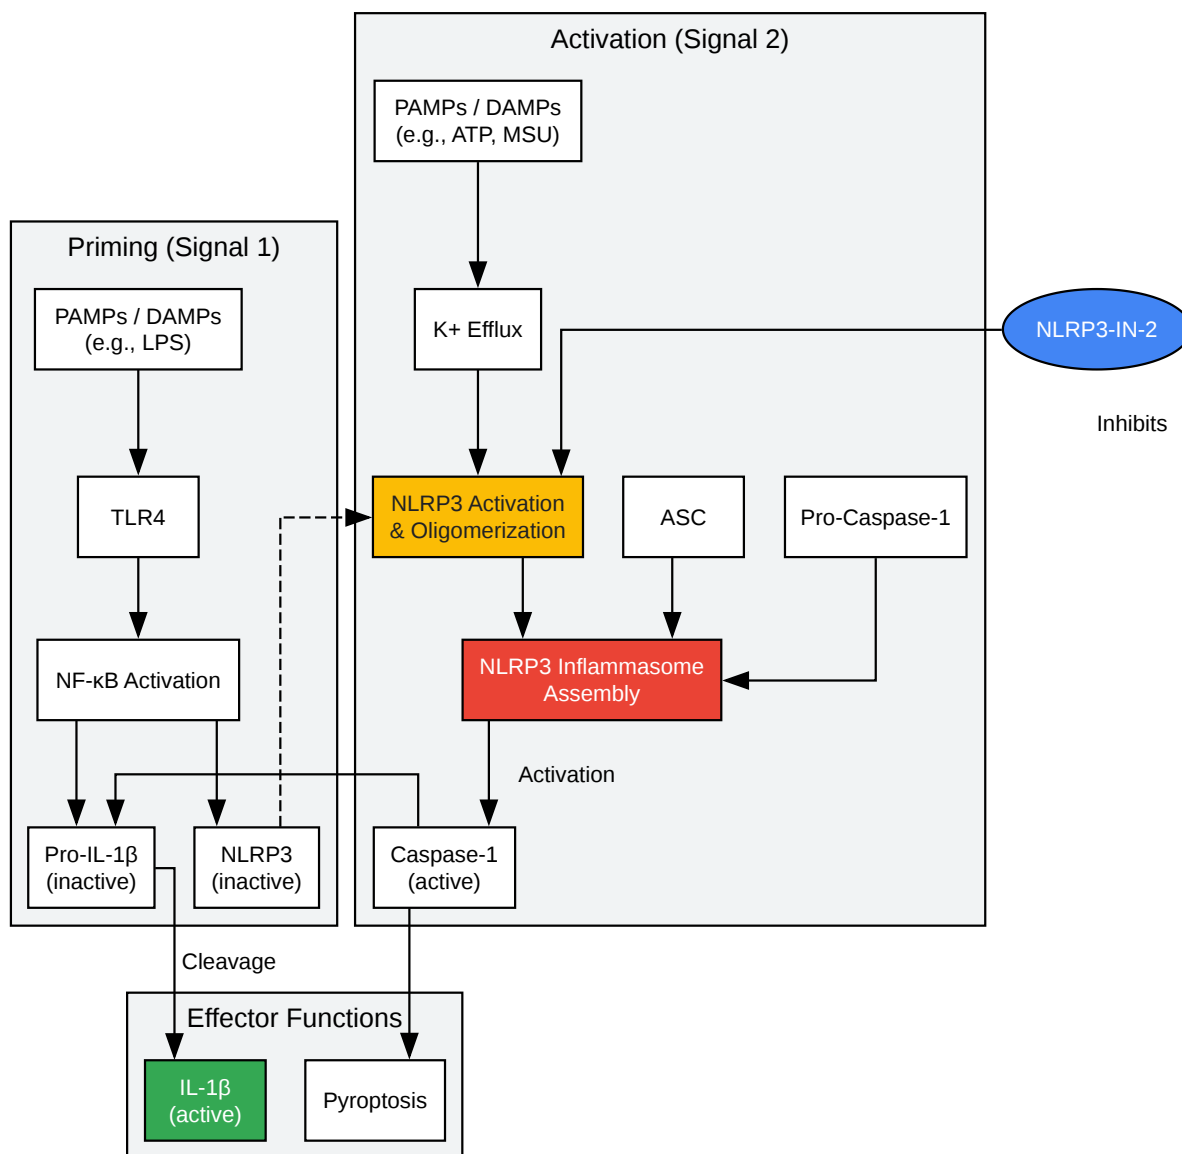 Activation (Signal 2)
PAMPs / DAMPs
(e.g., ATP, MSU)
Priming (Signal 1)
PAMPs / DAMPs
(e.g., LPS)
K+ Efflux
NLRP3-IN-2
Inhibits
TLR4
NLRP3 Activation
& Oligomerization
ASC
Pro-Caspase-1
NF-κB Activation
NLRP3 Inflammasome
Assembly
Activation
Pro-IL-1β
(inactive)
NLRP3
(inactive)
Caspase-1
(active)
Cleavage
Effector Functions
IL-1β
(active)
Pyroptosis